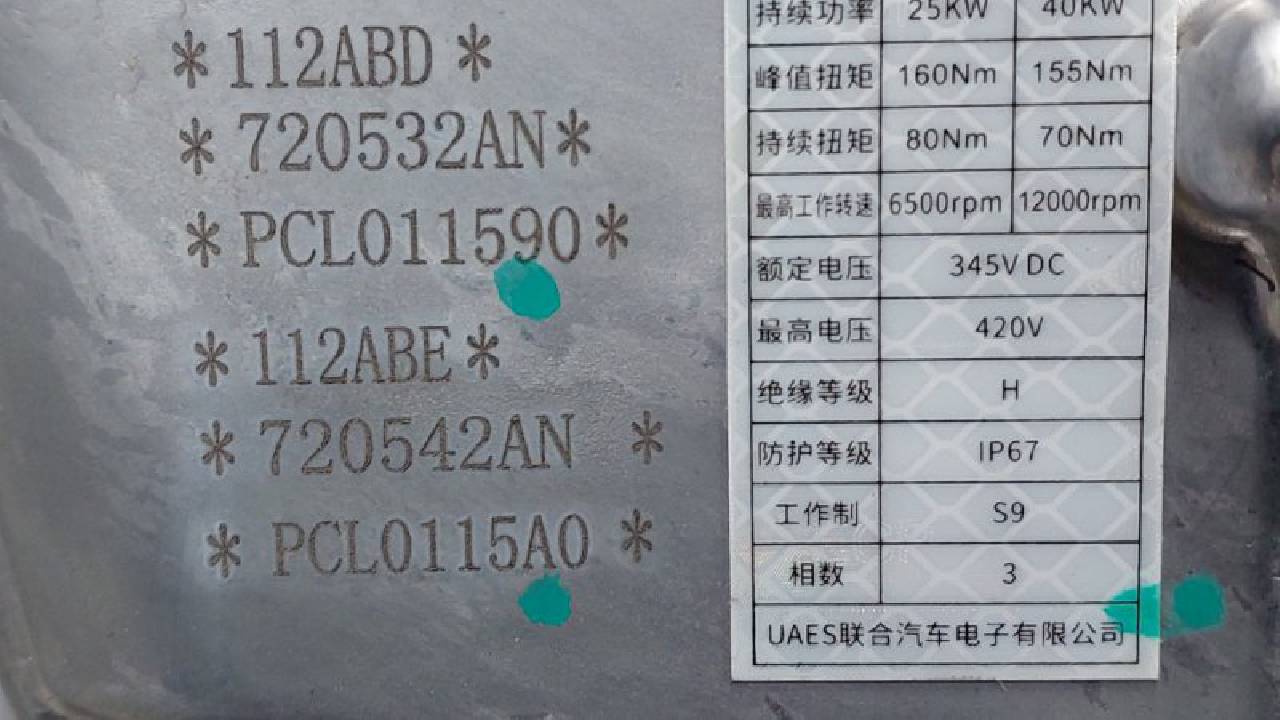 *112ABD *
*720532AN*
*PCL011590*
*112ABE*
*720542AN *
*PCL0115A0 *
持续功率 25KW 40KW
峰值扭矩 160Nm 155Nm
持续扭矩 80Nm 70Nm
最高工作转速 6500rpm 12000rpm
额定电压 345V DC
最高电压 420V
绝缘等级 H
防护等级 IP67
工作制 S9
相数 3
UAES联合汽车电子有限公司